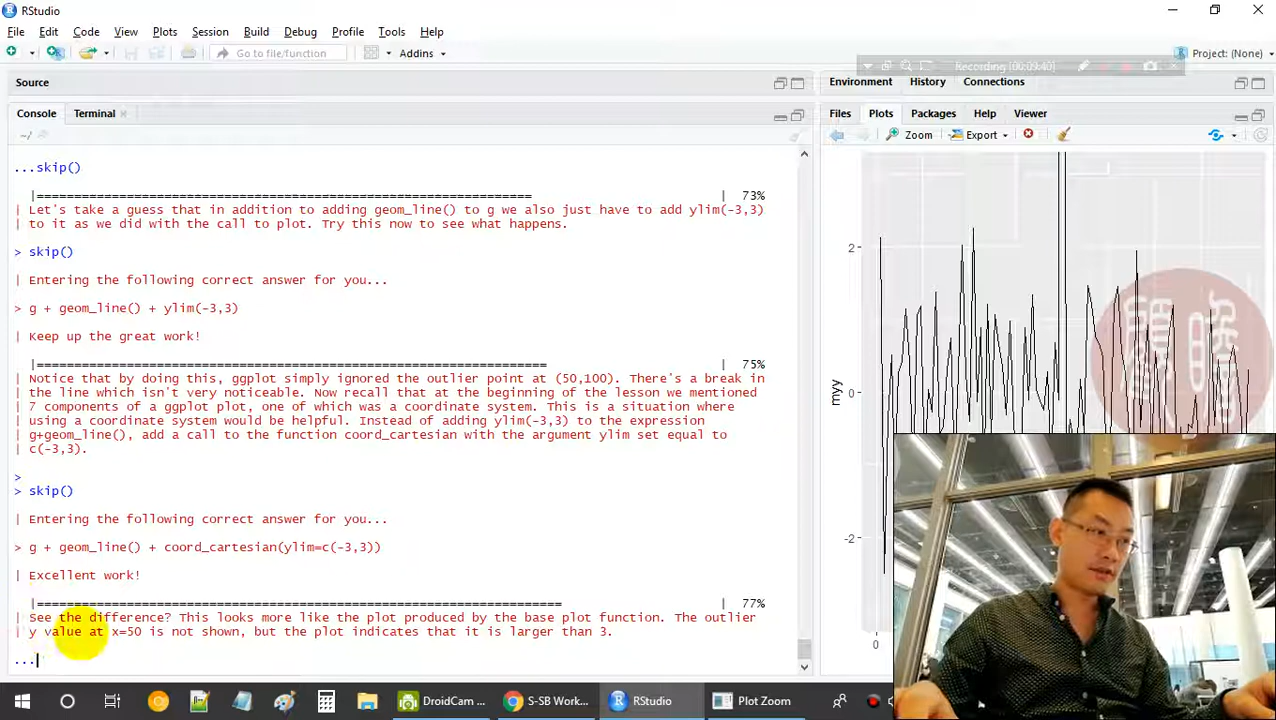 RStudio
File Edit Code View Plots Session Build Debug Profile Tools Help
Go to file/function
Addins
Project: (None)
Recording [00:09:40]
Source
Console Terminal
~/
...skip()
|================================================================== | 73%
| Let's take a guess that in addition to adding geom_line() to g we also just have to add ylim(-3,3)
| to it as we did with the call to plot. Try this now to see what happens.
> skip()
| Entering the following correct answer for you...
> g + geom_line() + ylim(-3,3)
| Keep up the great work!
|==================================================================== | 75%
| Notice that by doing this, ggplot simply ignored the outlier point at (50,100). There's a break in
| the line which isn't very noticeable. Now recall that at the beginning of the lesson we mentioned
| 7 components of a ggplot plot, one of which was a coordinate system. This is a situation where
| using a coordinate system would be helpful. Instead of adding ylim(-3,3) to the expression
| g+geom_line(), add a call to the function coord_cartesian with the argument ylim set equal to
| c(-3,3).
>
> skip()
| Entering the following correct answer for you...
> g + geom_line() + coord_cartesian(ylim=c(-3,3))
| Excellent work!
|====================================================================== | 77%
| See the difference? This looks more like the plot produced by the base plot function. The outlier
| y value at x=50 is not shown, but the plot indicates that it is larger than 3.
...
Environment History Connections
Files Plots Packages Help Viewer
Zoom Export
2
0
-2
myy
0
DroidCam ...
S-SB Work...
RStudio
Plot Zoom